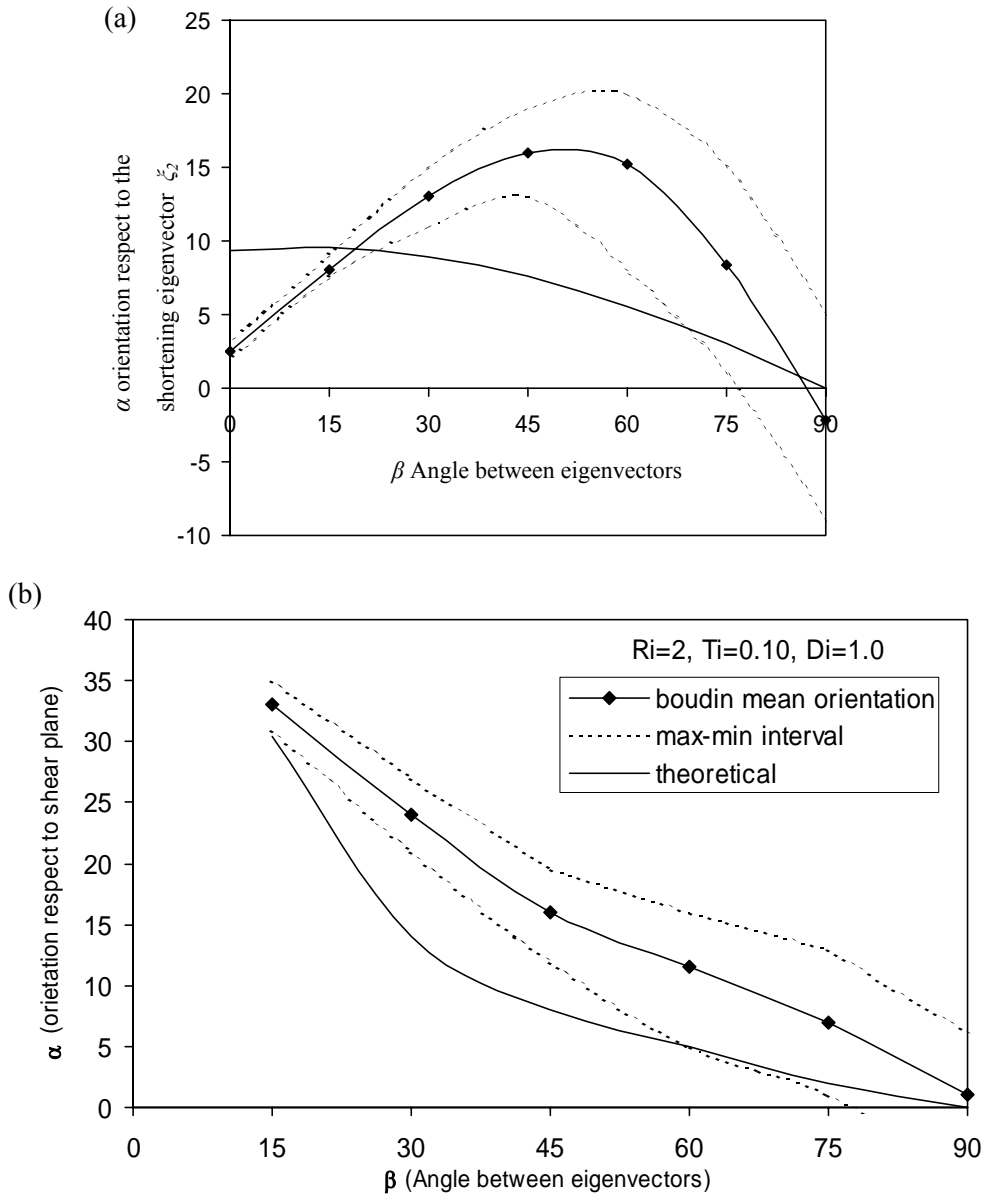 (a)
α orientation respect to the
shortening eigenvector ξ2
25
20
15
10
5
0
-5
-10
0 15 30 45 60 75 90
β Angle between eigenvectors
(b)
α (orietation respect to shear plane)
40
35
30
25
20
15
10
5
0
Ri=2, Ti=0.10, Di=1.0
boudin mean orientation
max-min interval
theoretical
0 15 30 45 60 75 90
β (Angle between eigenvectors)